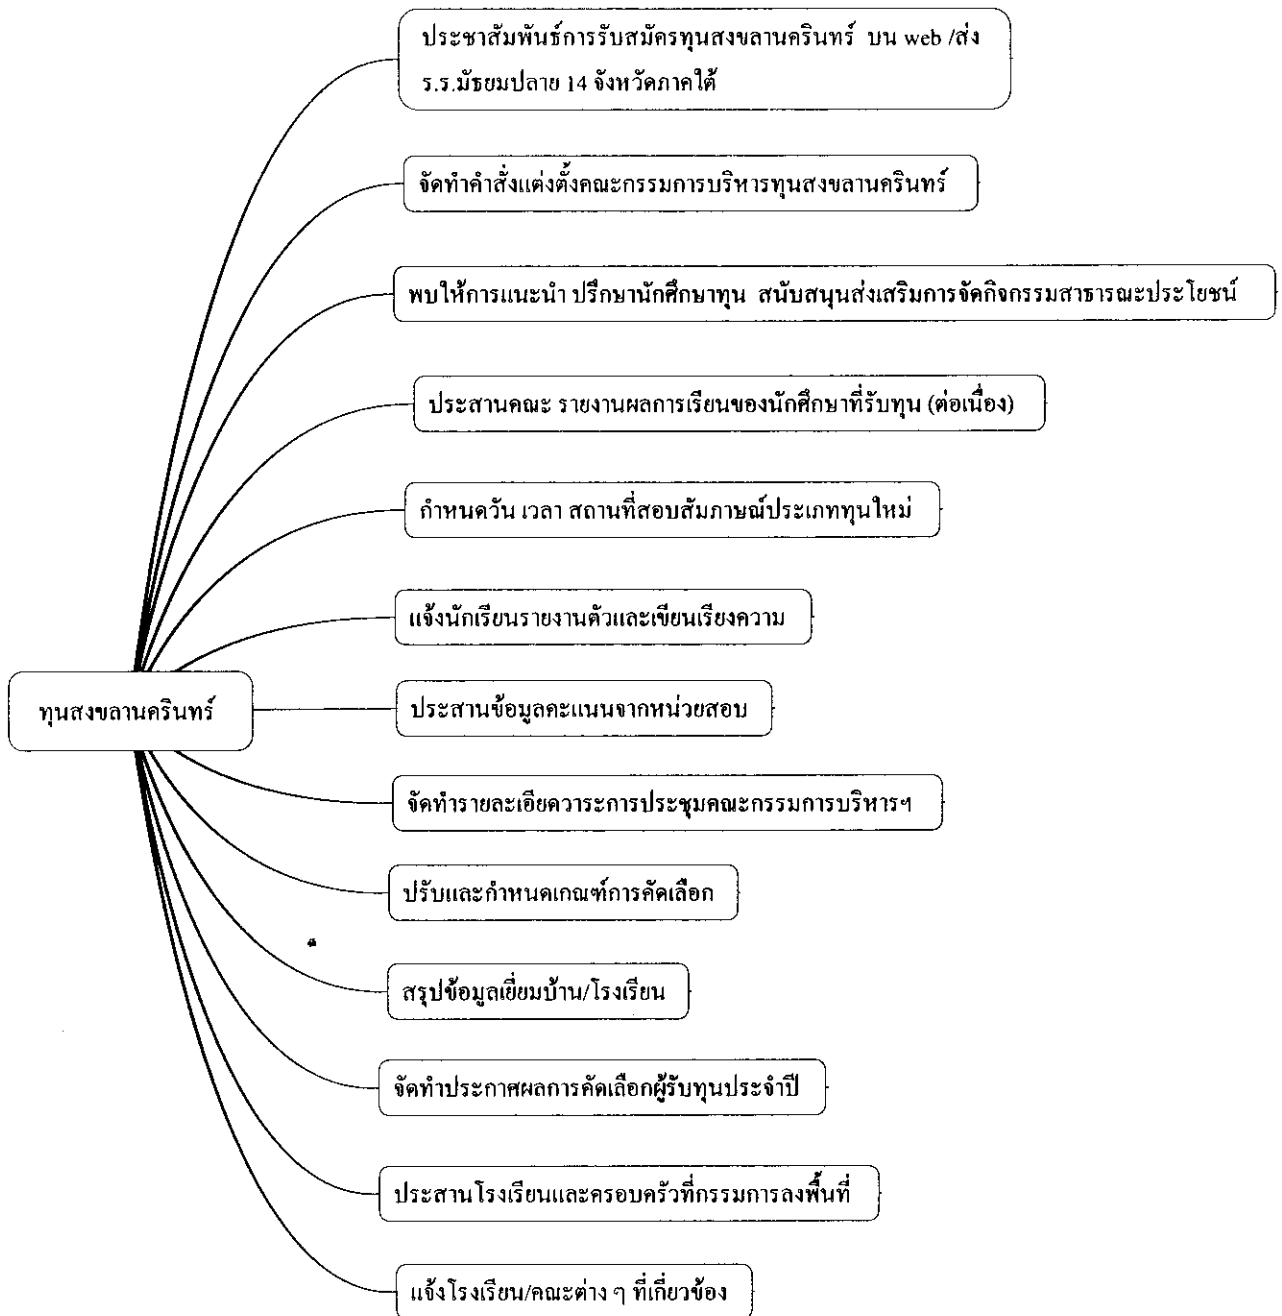 ประชาสัมพันธ์การรับสมัครทุนสงขลานครินทร์ บน web /ส่ง
ร.ร.มัธยมปลาย 14 จังหวัดภาคใต้
จัดทำคำสั่งแต่งตั้งคณะกรรมการบริหารทุนสงขลานครินทร์
พบให้การแนะนำ ปรึกษานักศึกษาทุน สนับสนุนส่งเสริมการจัดกิจกรรมสาธารณะประโยชน์
ประสานคณะ รายงานผลการเรียนของนักศึกษาที่รับทุน (ต่อเนื่อง)
กำหนดวัน เวลา สถานที่สอบสัมภาษณ์ประเภททุนใหม่
แจ้งนักเรียนรายงานตัวและเขียนเรียงความ
ทุนสงขลานครินทร์
ประสานข้อมูลคะแนนจากหน่วยสอบ
จัดทำรายละเอียดวาระการประชุมคณะกรรมการบริหารฯ
ปรับและกำหนดเกณฑ์การคัดเลือก
สรุปข้อมูลเยี่ยมบ้าน/โรงเรียน
จัดทำประกาศผลการคัดเลือกผู้รับทุนประจำปี
ประสานโรงเรียนและครอบครัวที่กรรมการลงพื้นที่
แจ้งโรงเรียน/คณะต่าง ๆ ที่เกี่ยวข้อง